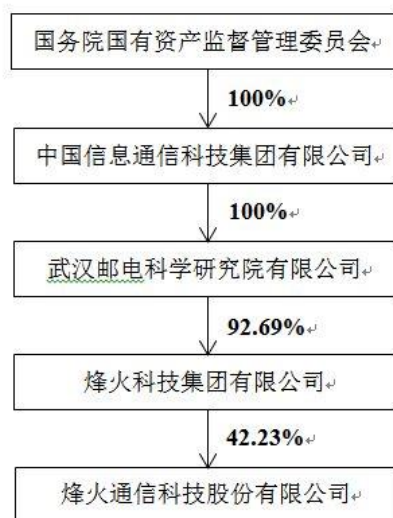 国务院国有资产监督管理委员会
100%
中国信息通信科技集团有限公司
100%
武汉邮电科学研究院有限公司
92.69%
烽火科技集团有限公司
42.23%
烽火通信科技股份有限公司